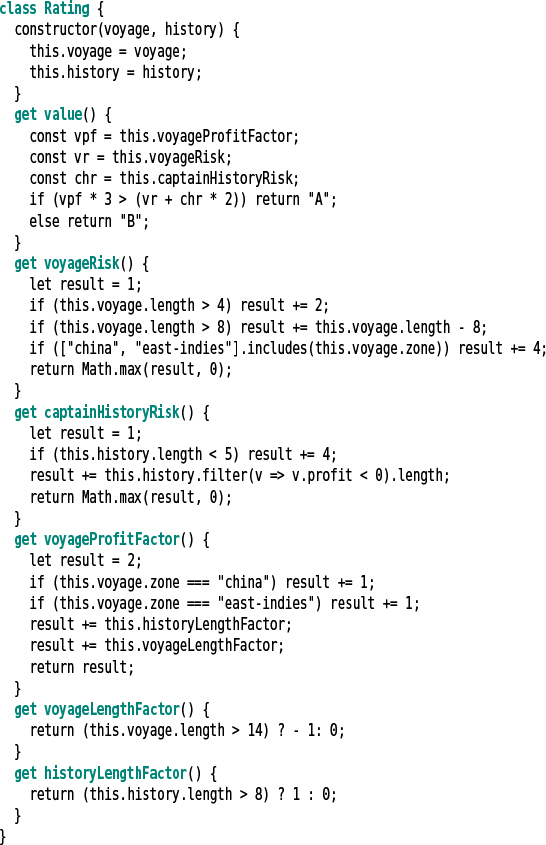 class Rating {
  constructor(voyage, history) {
    this.voyage = voyage;
    this.history = history;
  }
  get value() {
    const vpf = this.voyageProfitFactor;
    const vr = this.voyageRisk;
    const chr = this.captainHistoryRisk;
    if (vpf * 3 > (vr + chr * 2)) return "A";
    else return "B";
  }
  get voyageRisk() {
    let result = 1;
    if (this.voyage.length > 4) result += 2;
    if (this.voyage.length > 8) result += this.voyage.length - 8;
    if (["china", "east-indies"].includes(this.voyage.zone)) result += 4;
    return Math.max(result, 0);
  }
  get captainHistoryRisk() {
    let result = 1;
    if (this.history.length < 5) result += 4;
    result += this.history.filter(v => v.profit < 0).length;
    return Math.max(result, 0);
  }
  get voyageProfitFactor() {
    let result = 2;
    if (this.voyage.zone === "china") result += 1;
    if (this.voyage.zone === "east-indies") result += 1;
    result += this.historyLengthFactor;
    result += this.voyageLengthFactor;
    return result;
  }
  get voyageLengthFactor() {
    return (this.voyage.length > 14) ? - 1: 0;
  }
  get historyLengthFactor() {
    return (this.history.length > 8) ? 1 : 0;
  }
}